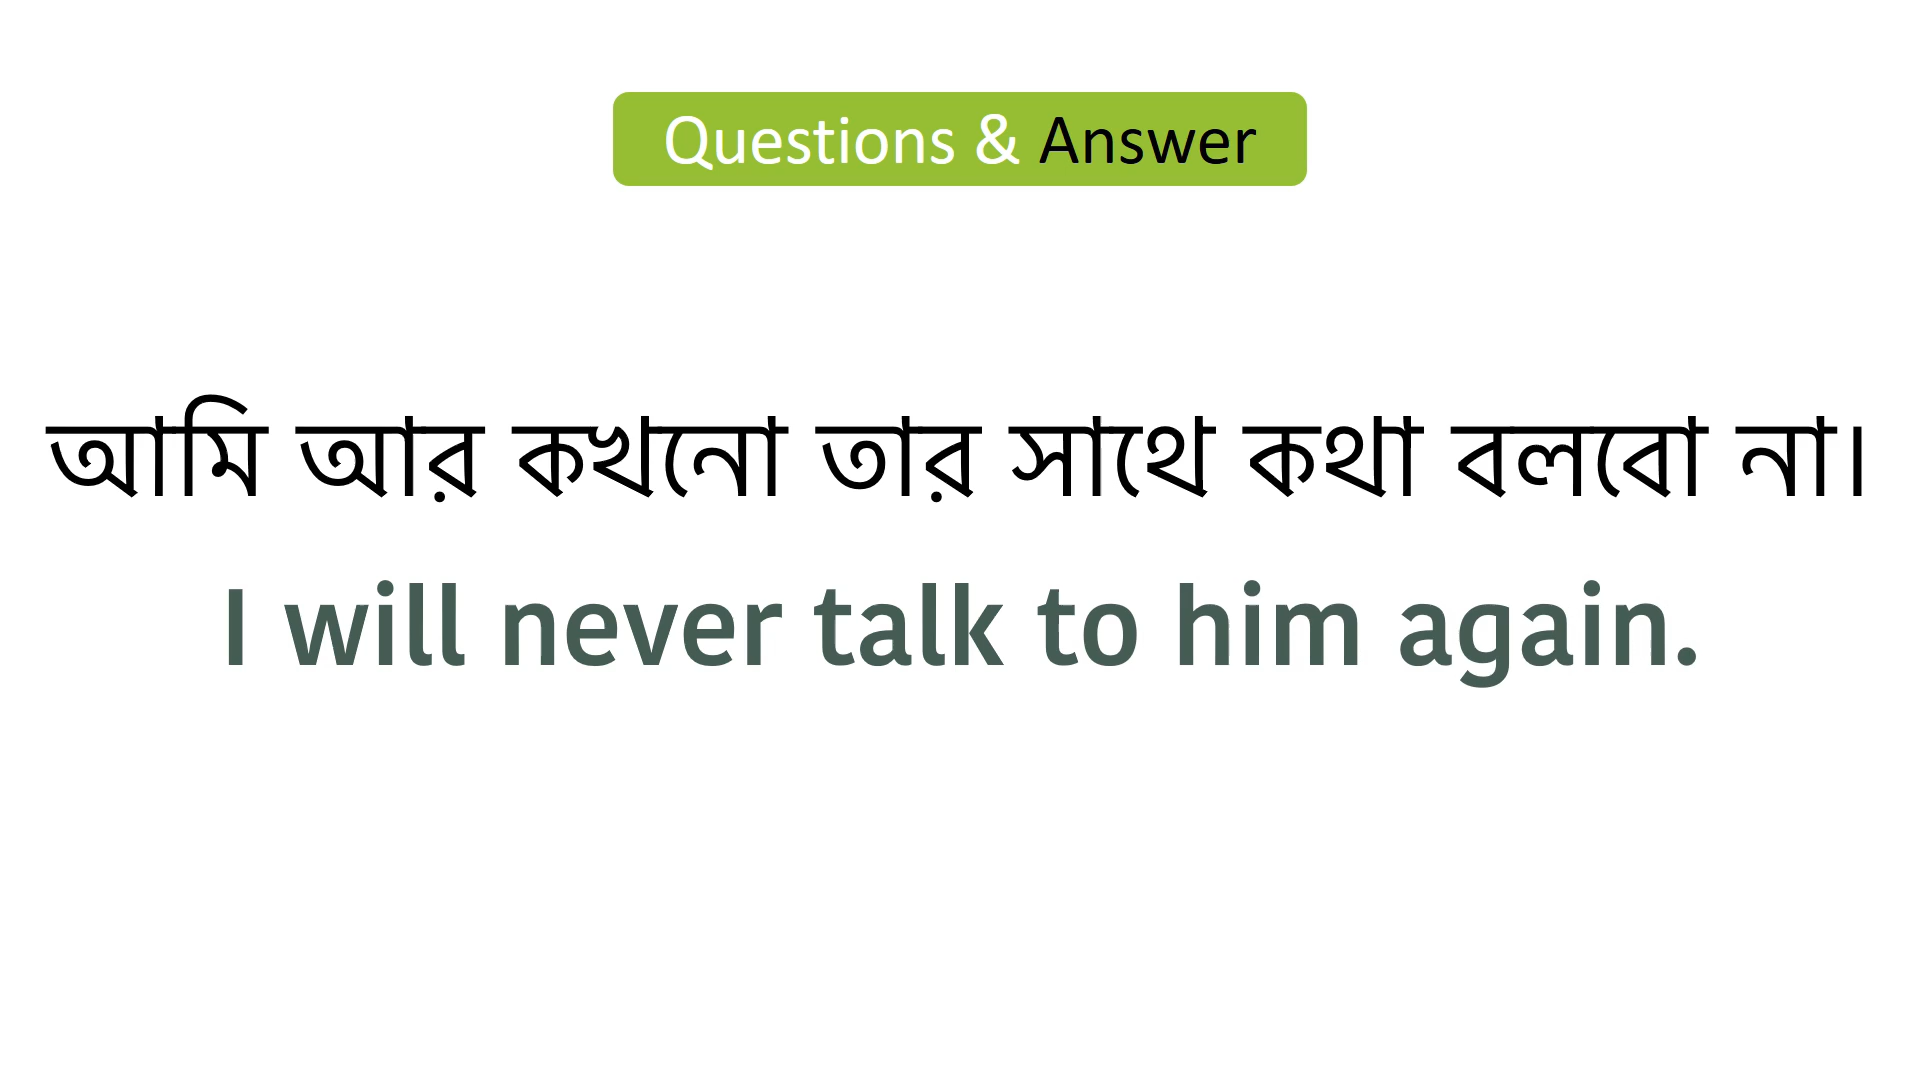 Questions & Answer
আমি আর কখনো তার সাথে কথা বলবো না।
I will never talk to him again.